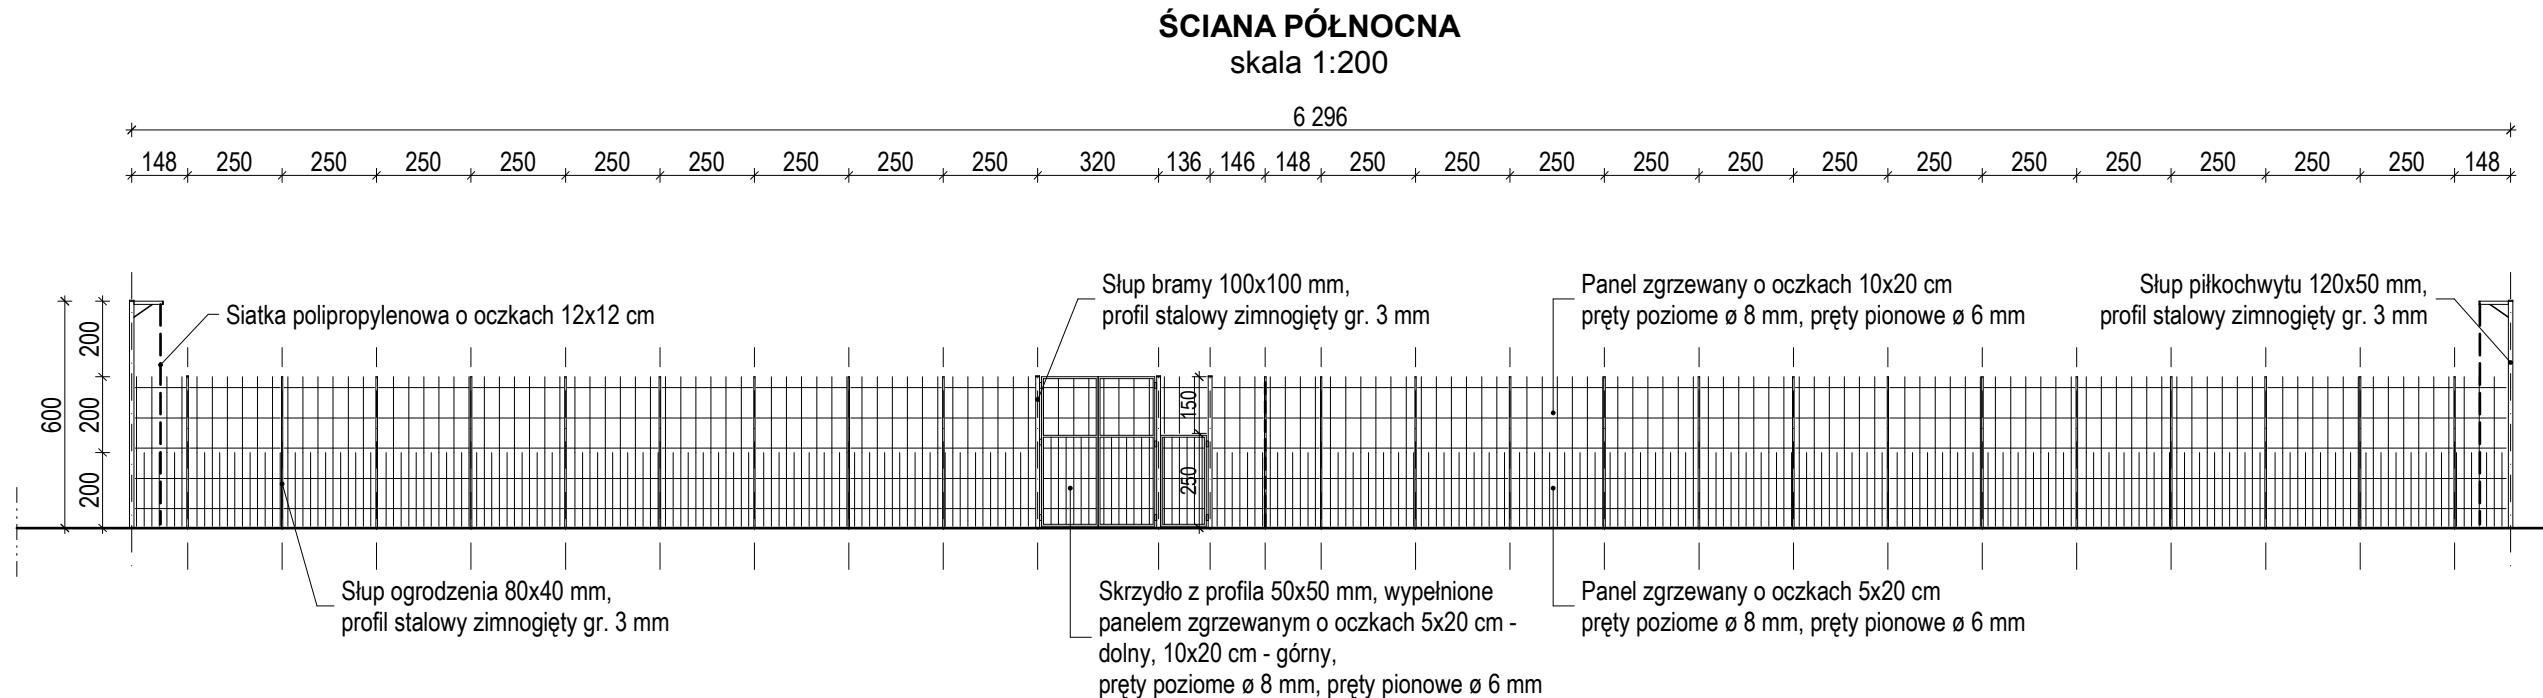 ŚCIANA PÓŁNOCNA
skala 1:200
6 296
148 250 250 250 250 250 250 250 250 250 320 136 146 148 250 250 250 250 250 250 250 250 250 250 250 250 148
Słup bramy 100x100 mm,
profil stalowy zimnogięty gr. 3 mm
Panel zgrzewany o oczkach 10x20 cm
pręty poziome ø 8 mm, pręty pionowe ø 6 mm
Słup piłkochwytu 120x50 mm,
profil stalowy zimnogięty gr. 3 mm
Siatka polipropylenowa o oczkach 12x12 cm
600
200
200
200
150
250
Słup ogrodzenia 80x40 mm,
profil stalowy zimnogięty gr. 3 mm
Skrzydło z profila 50x50 mm, wypełnione
panelem zgrzewanym o oczkach 5x20 cm -
dolny, 10x20 cm - górny,
pręty poziome ø 8 mm, pręty pionowe ø 6 mm
Panel zgrzewany o oczkach 5x20 cm
pręty poziome ø 8 mm, pręty pionowe ø 6 mm